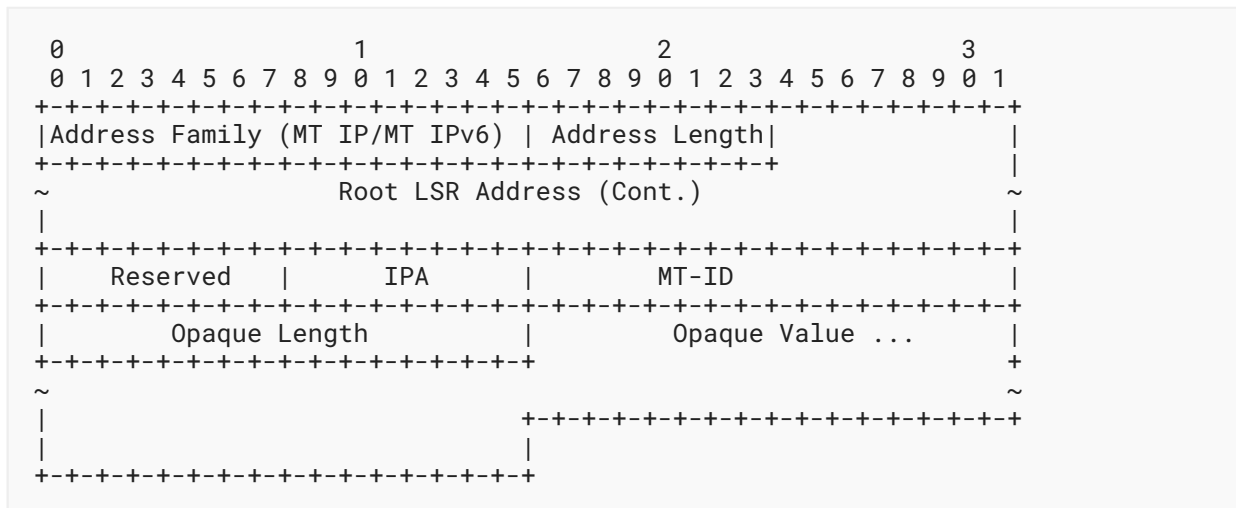 0                   1                   2                   3
 0 1 2 3 4 5 6 7 8 9 0 1 2 3 4 5 6 7 8 9 0 1 2 3 4 5 6 7 8 9 0 1
+-+-+-+-+-+-+-+-+-+-+-+-+-+-+-+-+-+-+-+-+-+-+-+-+-+-+-+-+-+-+-+-+
|Address Family (MT IP/MT IPv6) | Address Length|               |
+-+-+-+-+-+-+-+-+-+-+-+-+-+-+-+-+-+-+-+-+-+-+-+-+               |
~                   Root LSR Address (Cont.)                    ~
|                                                               |
+-+-+-+-+-+-+-+-+-+-+-+-+-+-+-+-+-+-+-+-+-+-+-+-+-+-+-+-+-+-+-+-+
|    Reserved   |      IPA      |        MT-ID                  |
+-+-+-+-+-+-+-+-+-+-+-+-+-+-+-+-+-+-+-+-+-+-+-+-+-+-+-+-+-+-+-+-+
|        Opaque Length          |         Opaque Value ...      |
+-+-+-+-+-+-+-+-+-+-+-+-+-+-+-+-+                               +
~                                                               ~
|                               +-+-+-+-+-+-+-+-+-+-+-+-+-+-+-+-+
|                               |
+-+-+-+-+-+-+-+-+-+-+-+-+-+-+-+-+